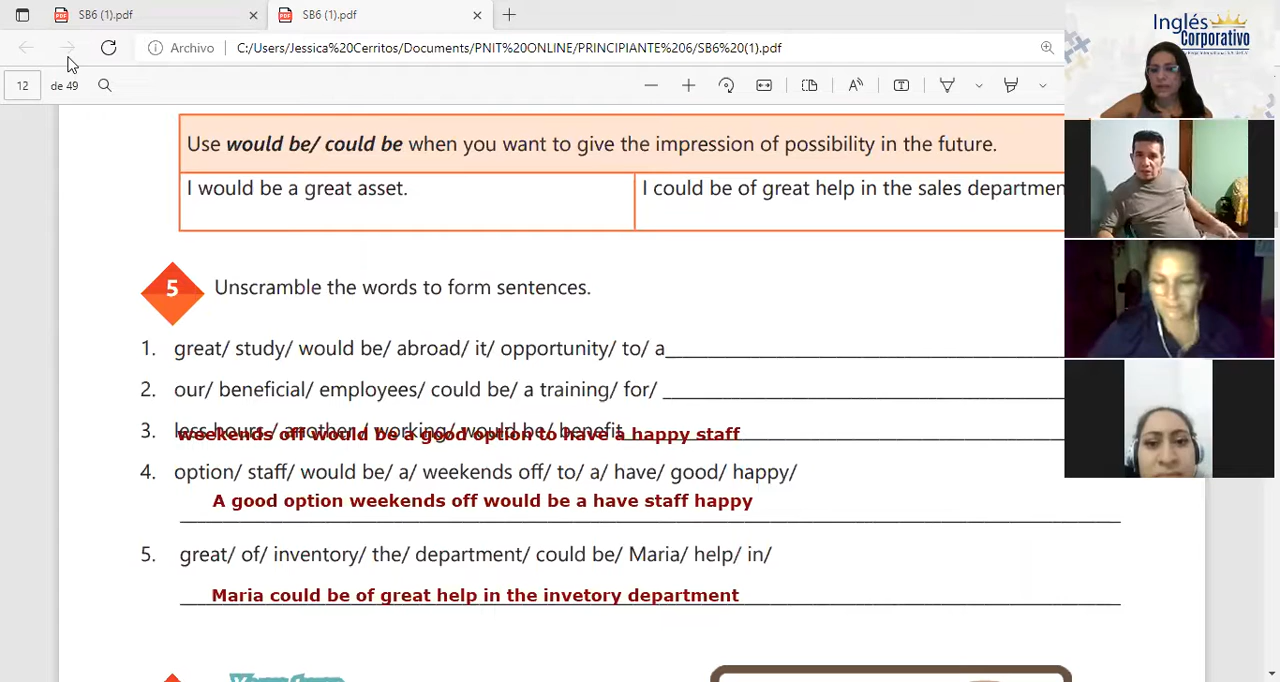 SB6 (1).pdf
SB6 (1).pdf
Archivo
C:/Users/Jessica%20Cerritos/Documents/PNIT%20ONLINE/PRINCIPIANTE%206/SB6%20(1).pdf
12 de 49
Inglés
Corporativo
Use would be/ could be when you want to give the impression of possibility in the future.
I would be a great asset.
I could be of great help in the sales departmen
5 Unscramble the words to form sentences.
1. great/ study/ would be/ abroad/ it/ opportunity/ to/ a
2. our/ beneficial/ employees/ could be/ a training/ for/
3. less hours / another / working/ would be/ benefit
weekends off would be a good option to have a happy staff
4. option/ staff/ would be/ a/ weekends off/ to/ a/ have/ good/ happy/
A good option weekends off would be a have staff happy
5. great/ of/ inventory/ the/ department/ could be/ Maria/ help/ in/
Maria could be of great help in the invetory department